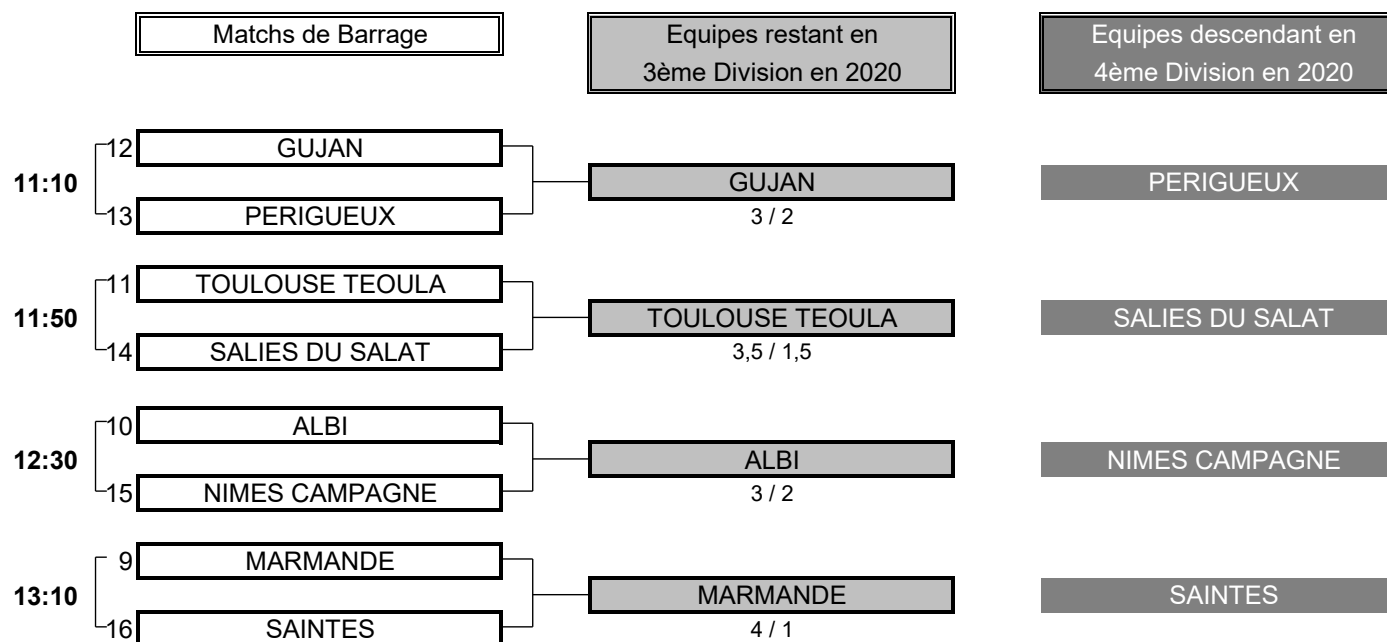 Matchs de Barrage
Equipes restant en
3ème Division en 2020
Equipes descendant en
4ème Division en 2020
12 GUJAN
11:10 GUJAN PERIGUEUX
13 PERIGUEUX 3 / 2
11 TOULOUSE TEOULA
11:50 TOULOUSE TEOULA SALIES DU SALAT
14 SALIES DU SALAT 3,5 / 1,5
10 ALBI
12:30 ALBI NIMES CAMPAGNE
15 NIMES CAMPAGNE 3 / 2
9 MARMANDE
13:10 MARMANDE SAINTES
16 SAINTES 4 / 1